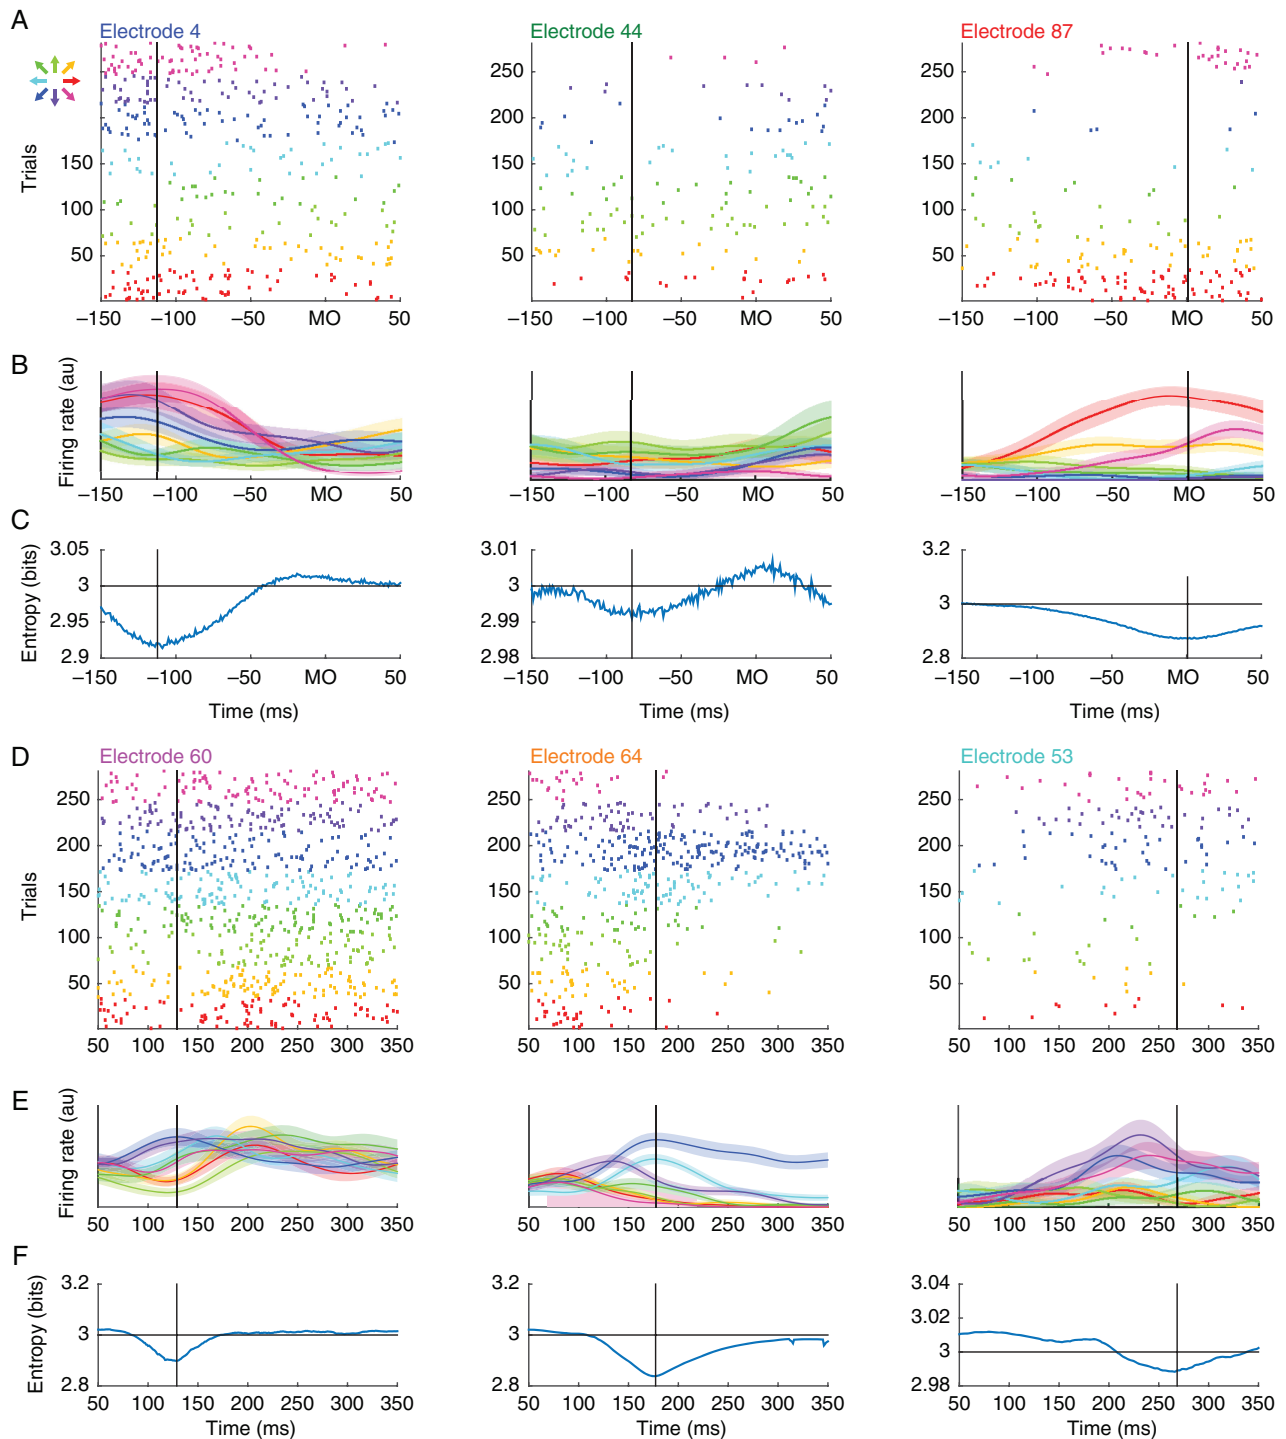 A
Electrode 4
Electrode 44
Electrode 87
Trials
250
150
100
50
250
200
150
100
50
250
200
150
100
50
−150 −100 −50 MO 50
−150 −100 −50 MO 50
−150 −100 −50 MO 50
B
Firing rate (au)
−150 −100 −50 MO 50
−150 −100 −50 MO 50
−150 −100 −50 MO 50
C
Entropy (bits)
3.05
3
2.95
2.9
3.01
3
2.99
2.98
3.2
3
2.8
−150 −100 −50 MO 50
−150 −100 −50 MO 50
−150 −100 −50 MO 50
Time (ms)
Time (ms)
Time (ms)
D
Electrode 60
Electrode 64
Electrode 53
Trials
250
200
150
100
50
250
200
150
100
50
250
200
150
100
50
50 100 150 200 250 300 350
50 100 150 200 250 300 350
50 100 150 200 250 300 350
E
Firing rate (au)
50 100 150 200 250 300 350
50 100 150 200 250 300 350
50 100 150 200 250 300 350
F
Entropy (bits)
3.2
3
2.8
3.2
3
2.8
3.04
3.02
3
2.98
50 100 150 200 250 300 350
50 100 150 200 250 300 350
50 100 150 200 250 300 350
Time (ms)
Time (ms)
Time (ms)